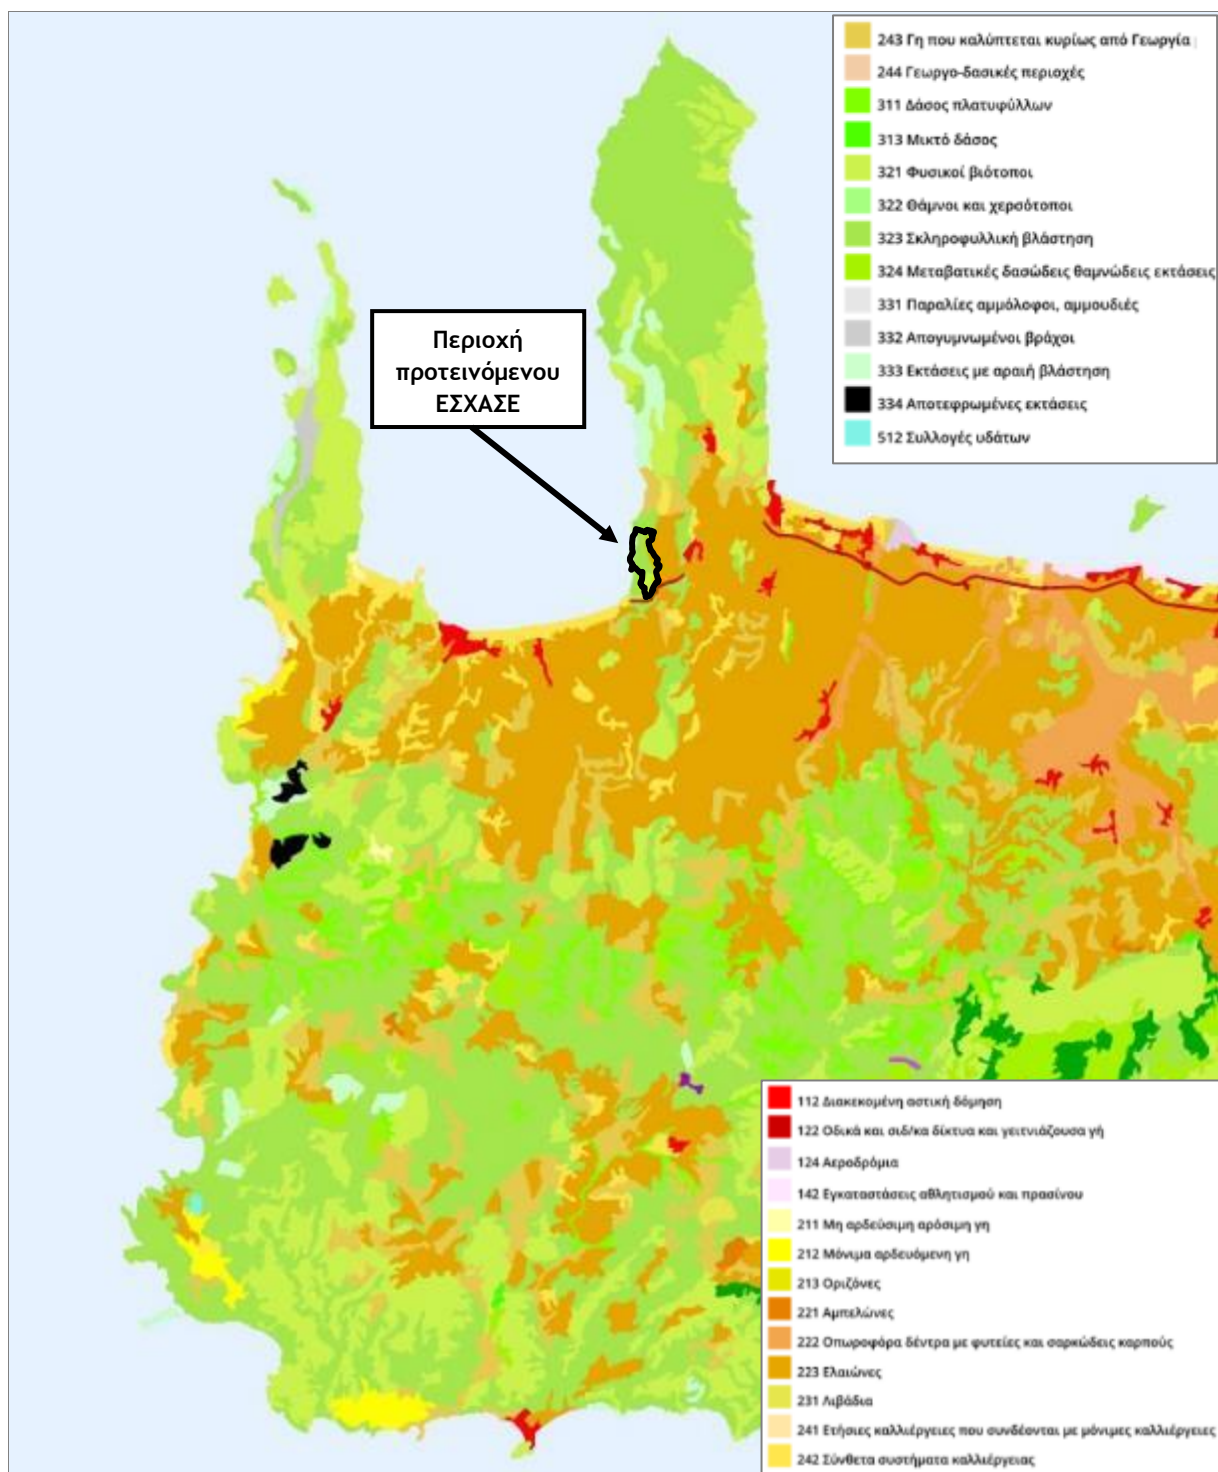 243 Γη που καλύπτεται κυρίως από Γεωργία
244 Γεωργο-δασικές περιοχές
311 Δάσος πλατυφύλλων
313 Μικτό δάσος
321 Φυσικοί βιότοποι
322 Θάμνοι και χερσότοποι
323 Σκληροφυλλική βλάστηση
324 Μεταβατικές δασώδεις θαμνώδεις εκτάσεις
331 Παραλίες αμμόλοφοι, αμμουδιές
332 Απογυμνωμένοι βράχοι
333 Εκτάσεις με αραιή βλάστηση
334 Αποτεφρωμένες εκτάσεις
512 Συλλογές υδάτων
Περιοχή
προτεινόμενου
ΕΣΧΑΣΕ
112 Διακεκομένη αστική δόμηση
122 Οδικά και σιδ/κα δίκτυα και γειτνιάζουσα γή
124 Αεροδρόμια
142 Εγκαταστάσεις αθλητισμού και πρασίνου
211 Μη αρδεύσιμη αρόσιμη γη
212 Μόνιμα αρδευόμενη γη
213 Οριζόνες
221 Αμπελώνες
222 Οπωροφόρα δέντρα με φυτείες και σαρκώδεις καρπούς
223 Ελαιώνες
231 Λιβάδια
241 Ετήσιες καλλιέργειες που συνδέονται με μόνιμες καλλιέργειες
242 Σύνθετα συστήματα καλλιέργειας